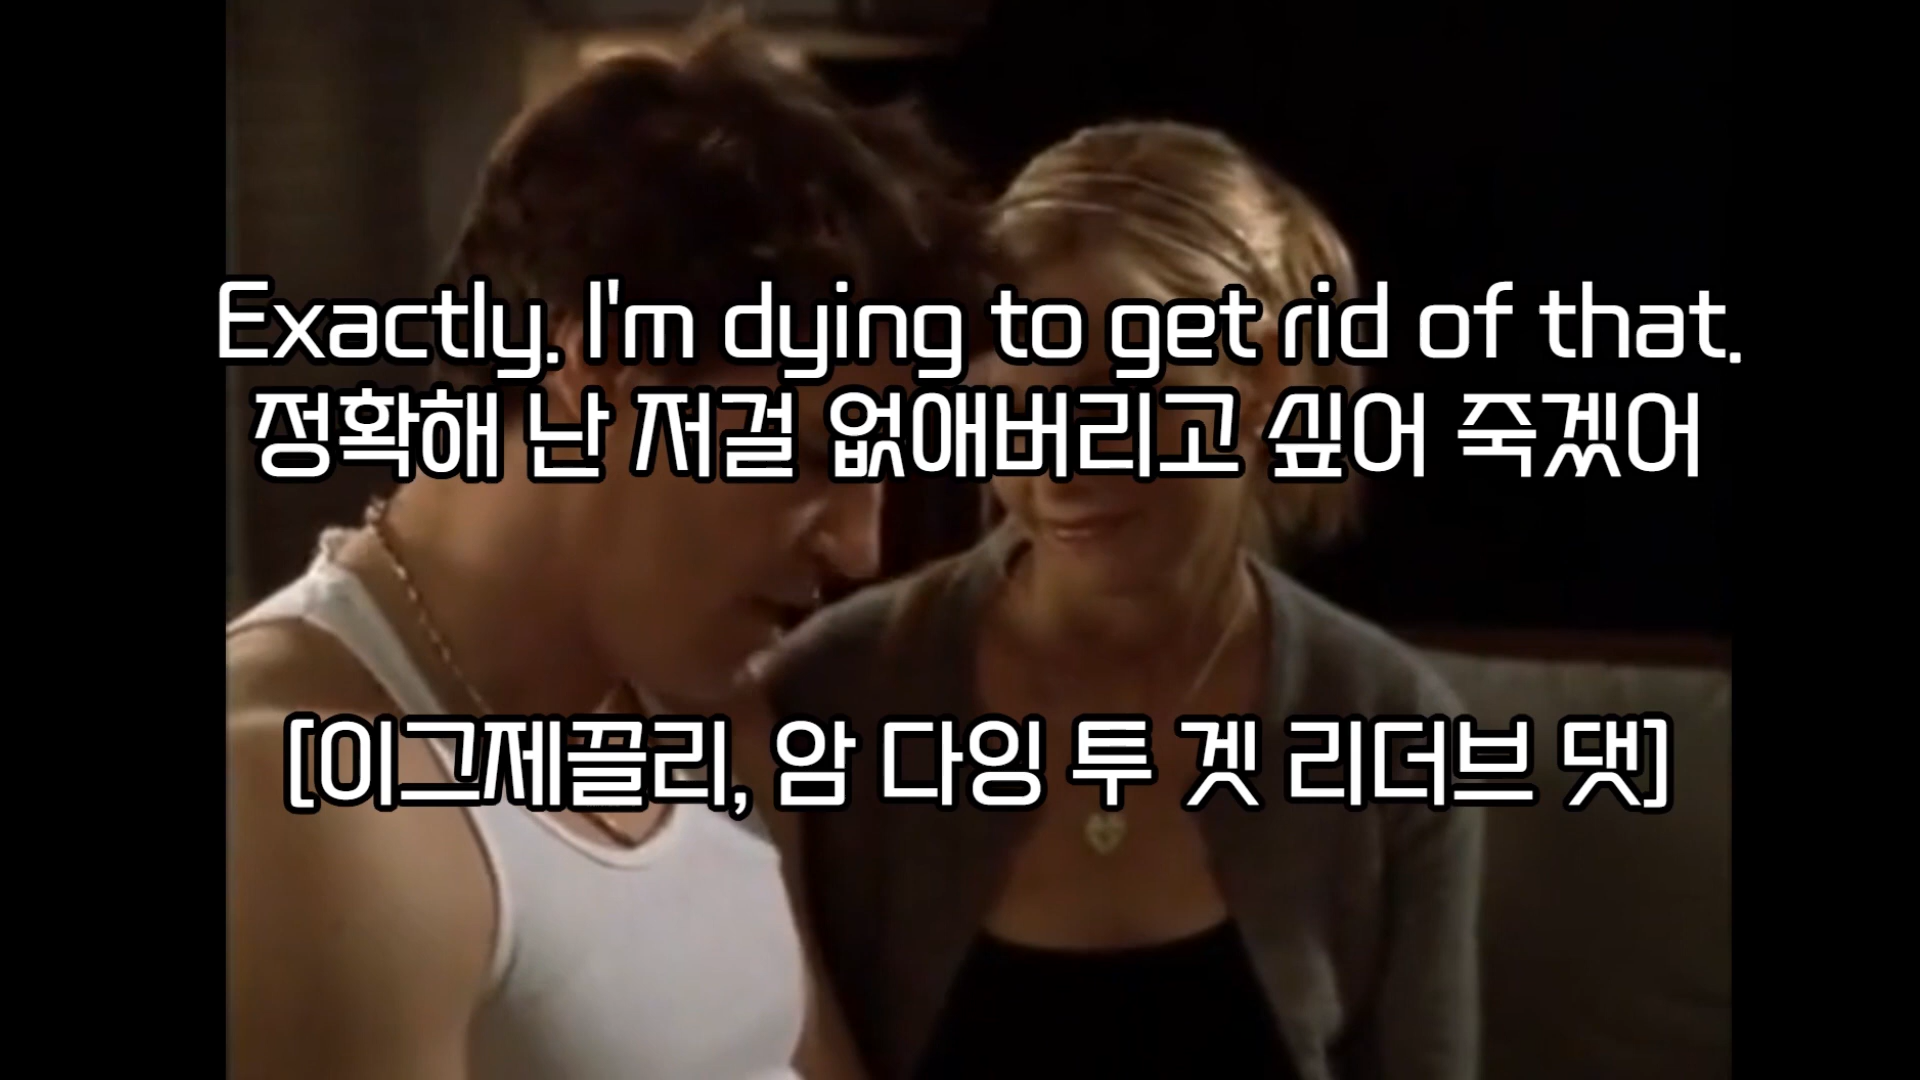 Exactly. I'm dying to get rid of that.
정확해 난 저걸 없애버리고 싶어 죽겠어
[이그제끌리, 암 다잉 투 겟 리더브 댓]